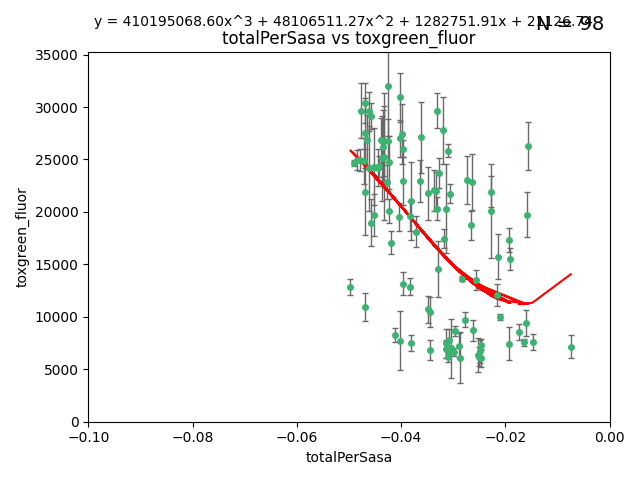 y = 410195068.60x^3 + 48106511.27x^2 + 1282751.91x + 21126.74
N = 98
totalPerSasa vs toxgreen_fluor
35000
30000
25000
20000
15000
10000
5000
0
toxgreen_fluor
−0.10 −0.08 −0.06 −0.04 −0.02 0.00
totalPerSasa